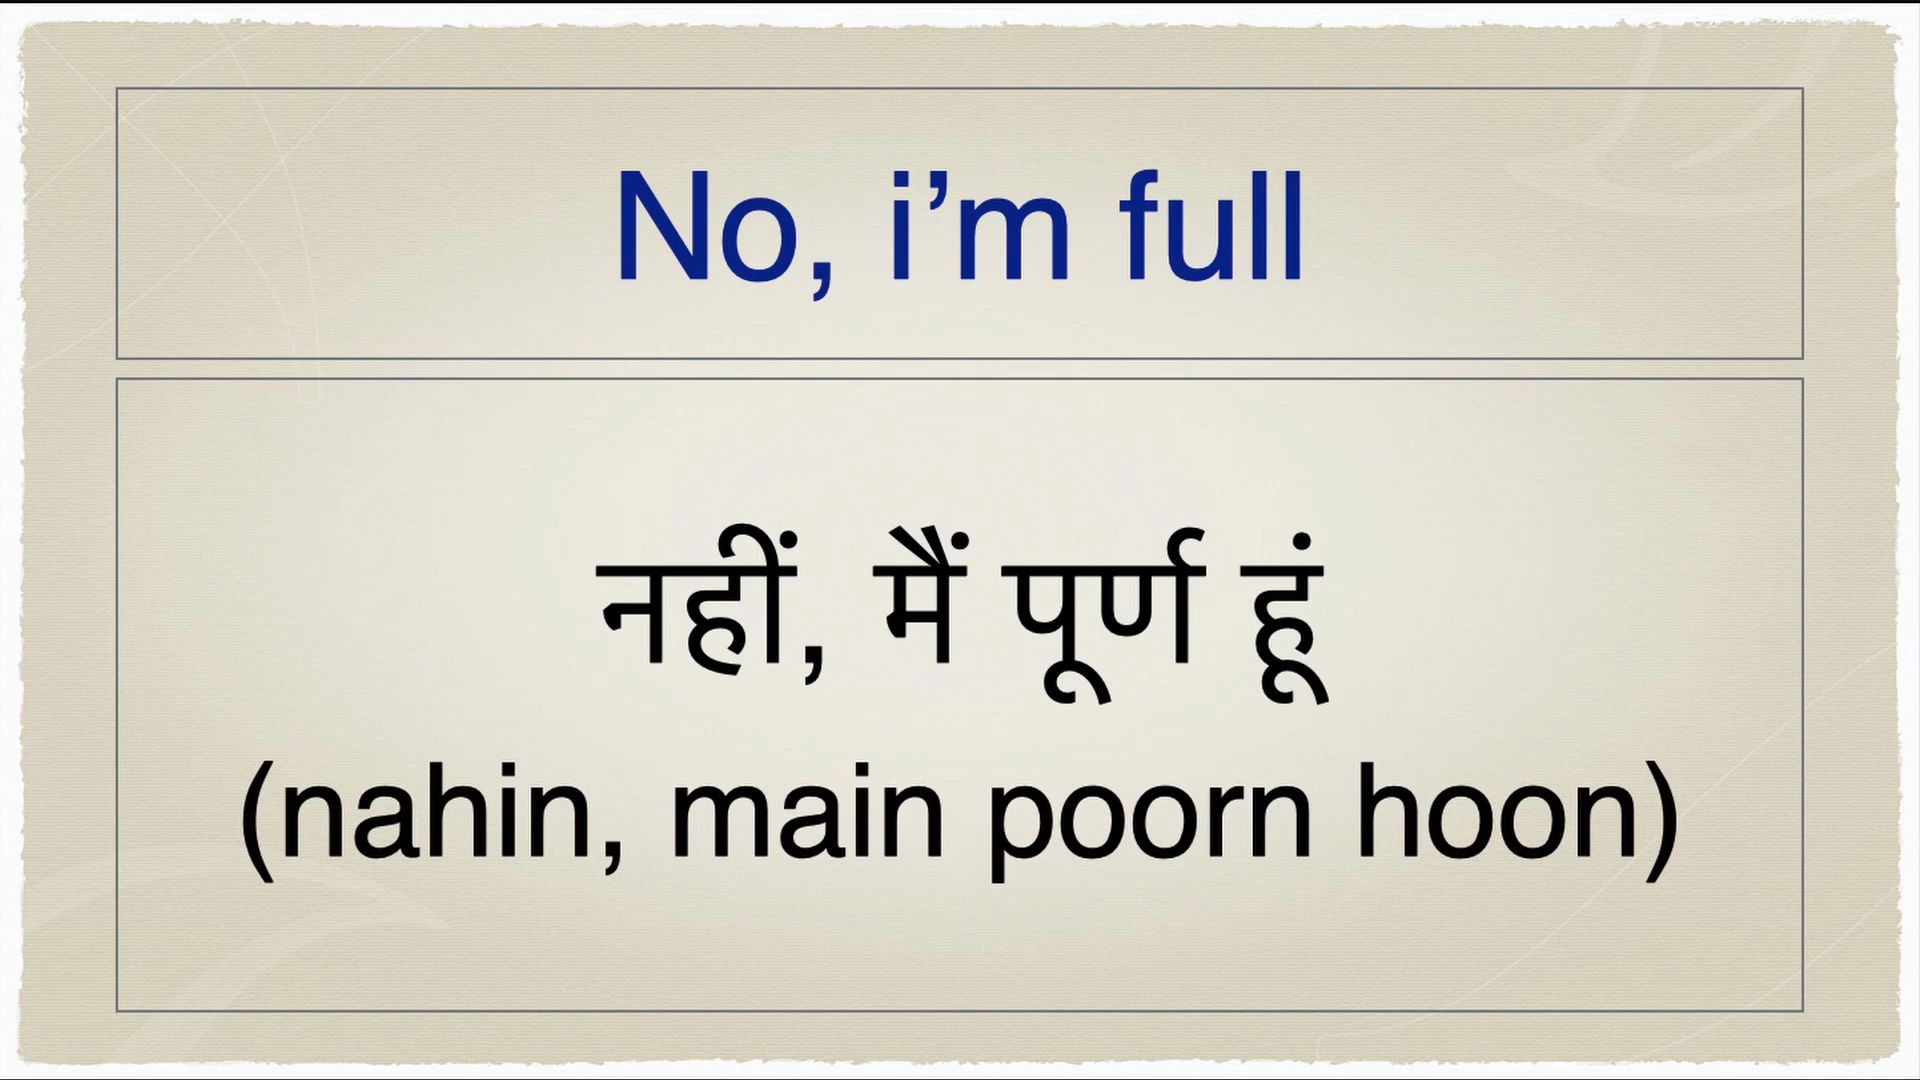 No, i’m full
नहीं, मैं पूर्ण हूं
(nahin, main poorn hoon)